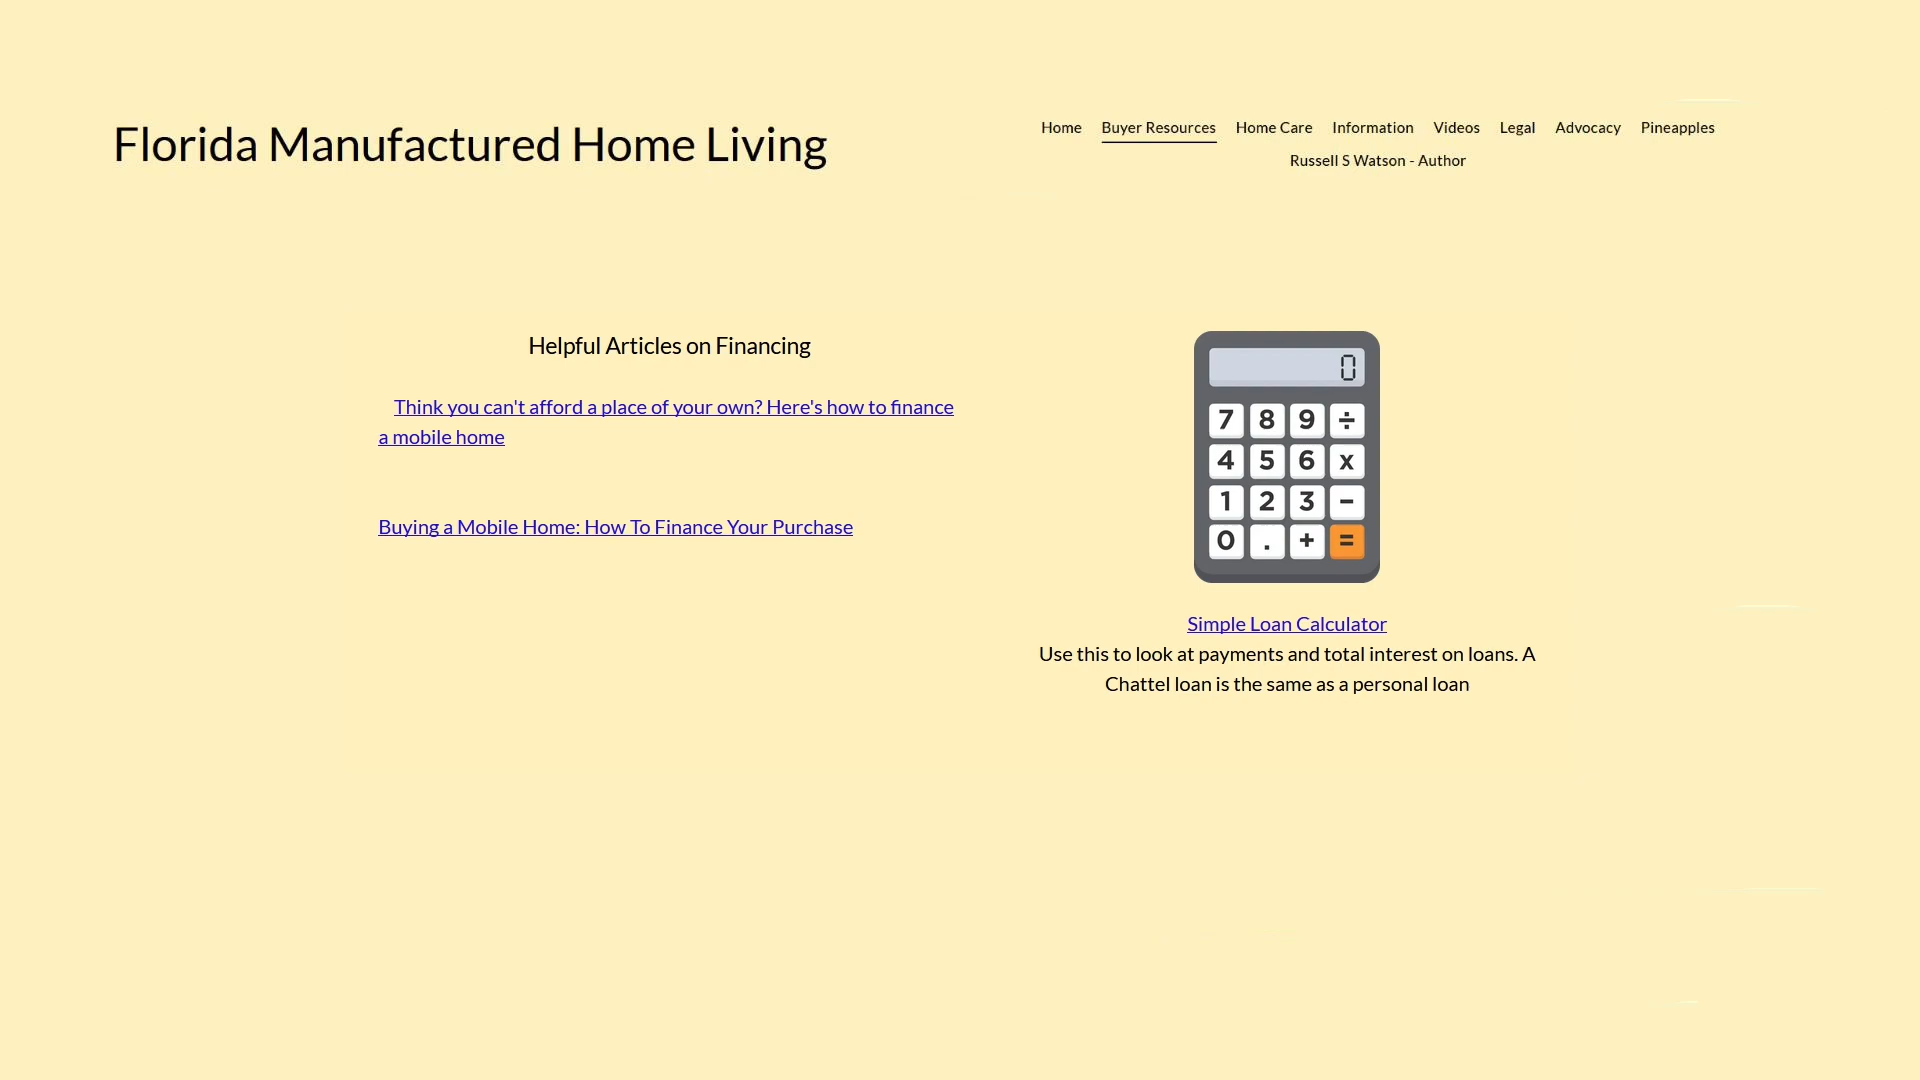 Florida Manufactured Home Living
Home Buyer Resources Home Care Information Videos Legal Advocacy Pineapples
Russell S Watson - Author
Helpful Articles on Financing
Think you can't afford a place of your own? Here's how to finance
a mobile home
Buying a Mobile Home: How To Finance Your Purchase
0
7 8 9 ÷
4 5 6 x
1 2 3 −
0 . + =
Simple Loan Calculator
Use this to look at payments and total interest on loans. A
Chattel loan is the same as a personal loan